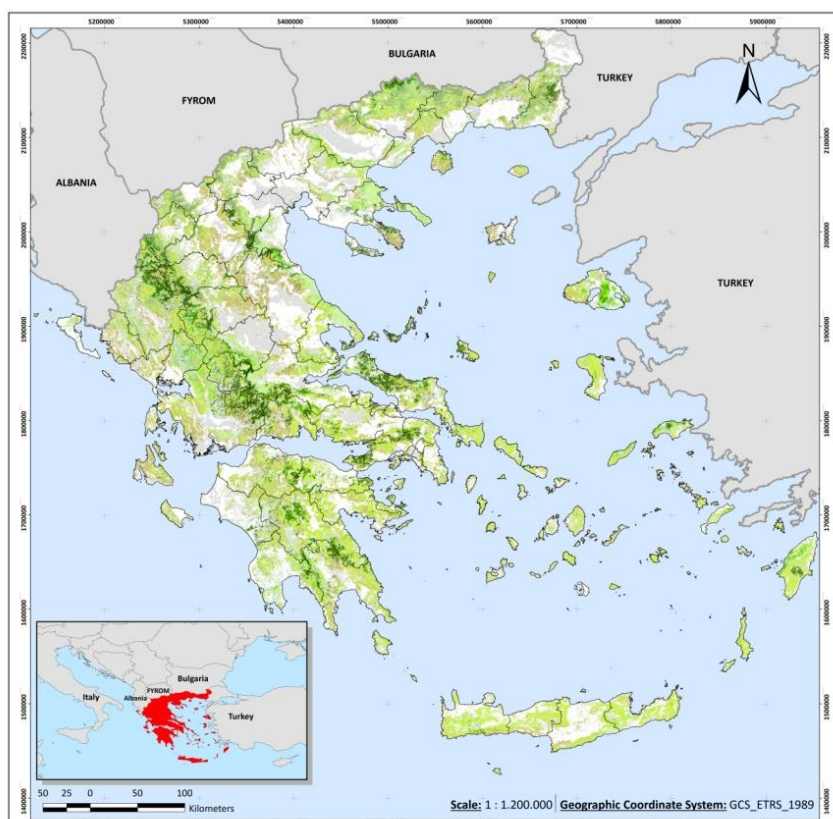 5200000 5300000 5400000 5500000 5600000 5700000 5800000 5900000
2200000
2100000
2000000
1900000
1800000
1700000
1600000
1500000
1400000
BULGARIA
N
TURKEY
FYROM
ALBANIA
TURKEY
Bulgaria
FYROM
Albania
Italy
Turkey
50 25 0 50 100
Kilometers
Scale: 1 : 1.200.000 Geographic Coordinate System: GCS_ETRS_1989